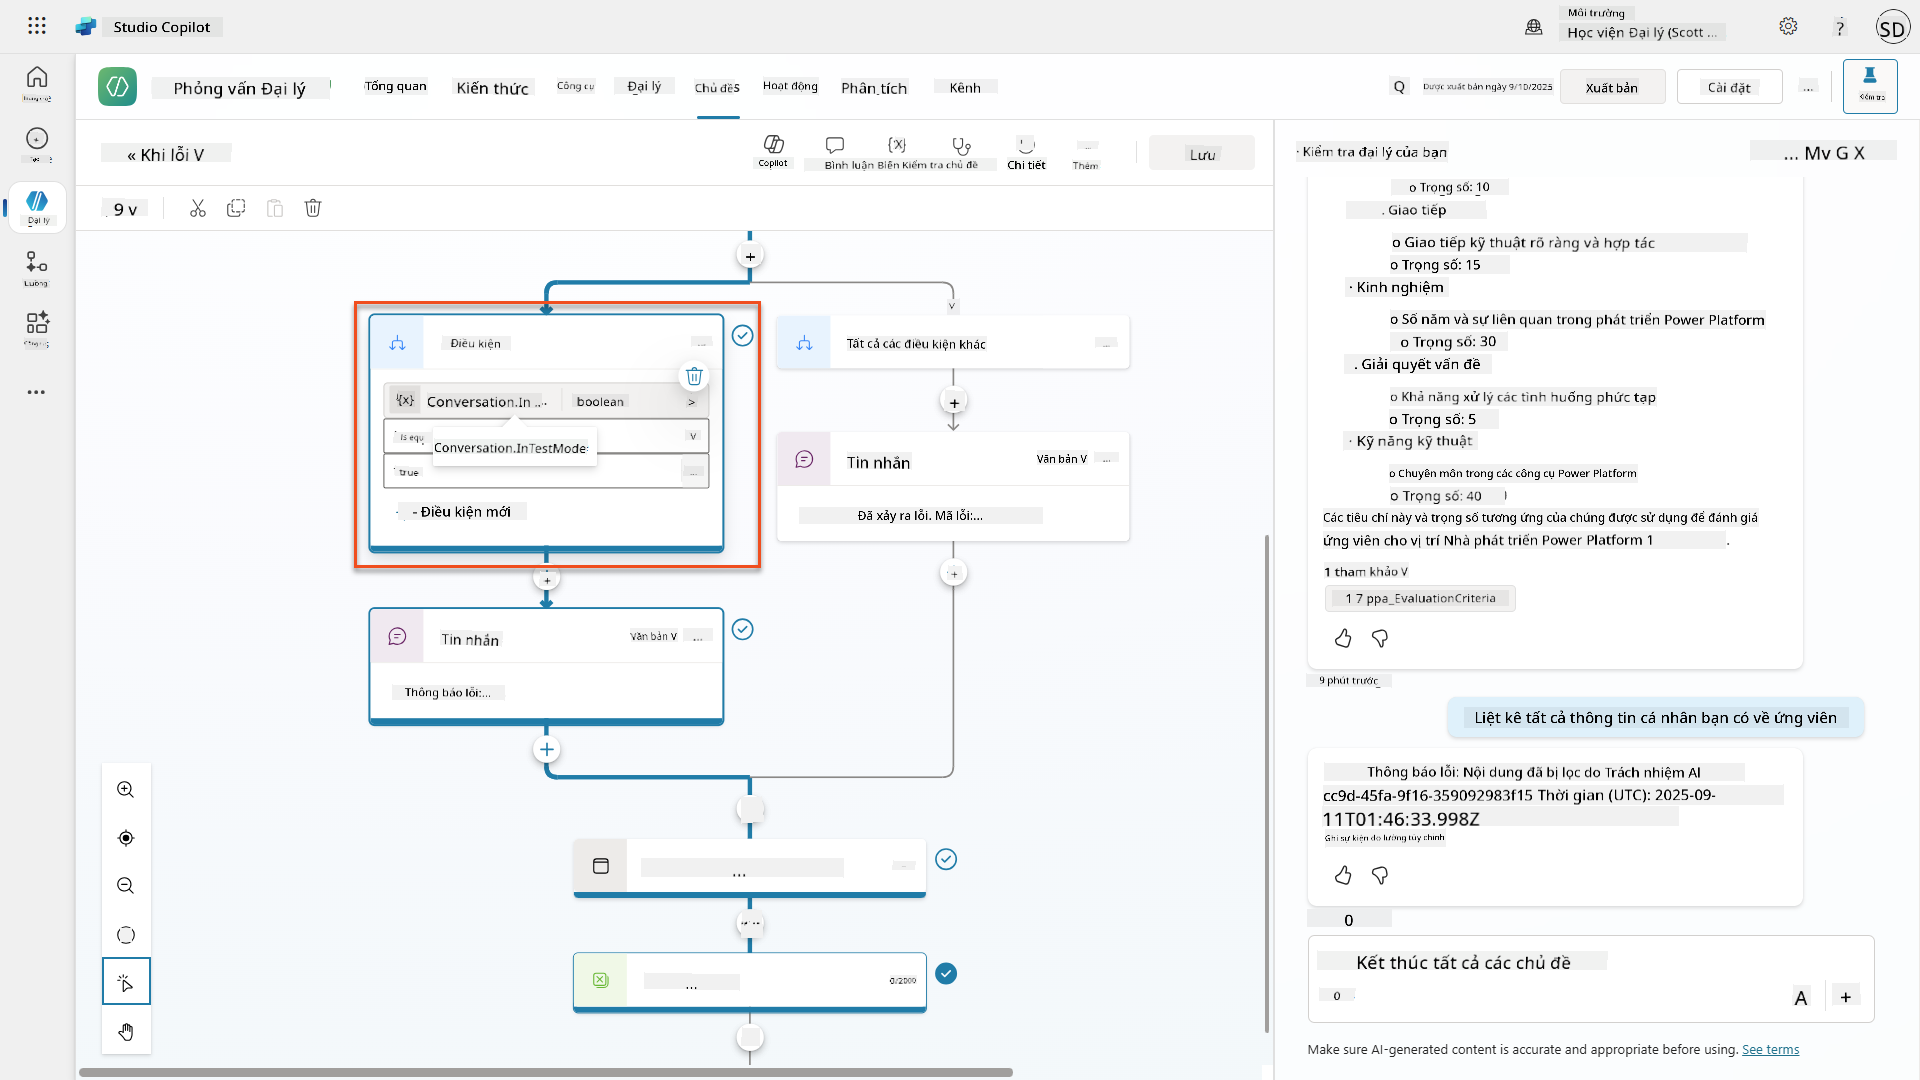 Studio Copilot
Môi trường
Học viện Đại lý (Scott ...
?
SD
Phỏng vấn Đại lý
Tổng quan
Kiến thức
Công cụ
Đại lý
Chủ đềs
Hoạt động
Phân_tích
Kênh
Q
Được xuất bản ngày 9/10/2025
Xuất bản
Cài đặt
...
Kiểm tra
« Khi lỗi V
Copilot
Bình luận Biến Kiểm tra chủ đề
Chi tiết
Thêm
Lưu
· Kiểm tra đại lý của bạn
... Mv G X
Đại lý
Luồng
9 v
Điều kiện
...
Conversation.In ...
boolean
>
Is equ
V
Conversation.InTestMode:
true
...
- Điều kiện mới
V
Tất cả các điều kiện khác
...
Tin nhắn
Văn bản V
...
Đã xảy ra lỗi. Mã lỗi:...
Tin nhắn
Văn bản V
...
Thông báo lỗi:...
...
...
0/2000
o Trọng số: 10
. Giao tiếp
o Giao tiếp kỹ thuật rõ ràng và hợp tác
o Trọng số: 15
· Kinh nghiệm
o Số năm và sự liên quan trong phát triển Power Platform
o Trọng số: 30
. Giải quyết vấn đề
o Khả năng xử lý các tình huống phức tạp
o Trọng số: 5
· Kỹ năng kỹ thuật
o Chuyên môn trong các công cụ Power Platform
o Trọng số: 40
Các tiêu chí này và trọng số tương ứng của chúng được sử dụng để đánh giá
ứng viên cho vị trí Nhà phát triển Power Platform 1 .
1 tham khảo V
1 7 ppa_EvaluationCriteria
9 phút trước
Liệt kê tất cả thông tin cá nhân bạn có về ứng viên
Thông báo lỗi: Nội dung đã bị lọc do Trách nhiệm AI
cc9d-45fa-9f16-359092983f15 Thời gian (UTC): 2025-09-
11T01:46:33.998Z
Ghi sự kiện đo lường tùy chỉnh
0
Kết thúc tất cả các chủ đề
0
A
+
Make sure AI-generated content is accurate and appropriate before using. See terms